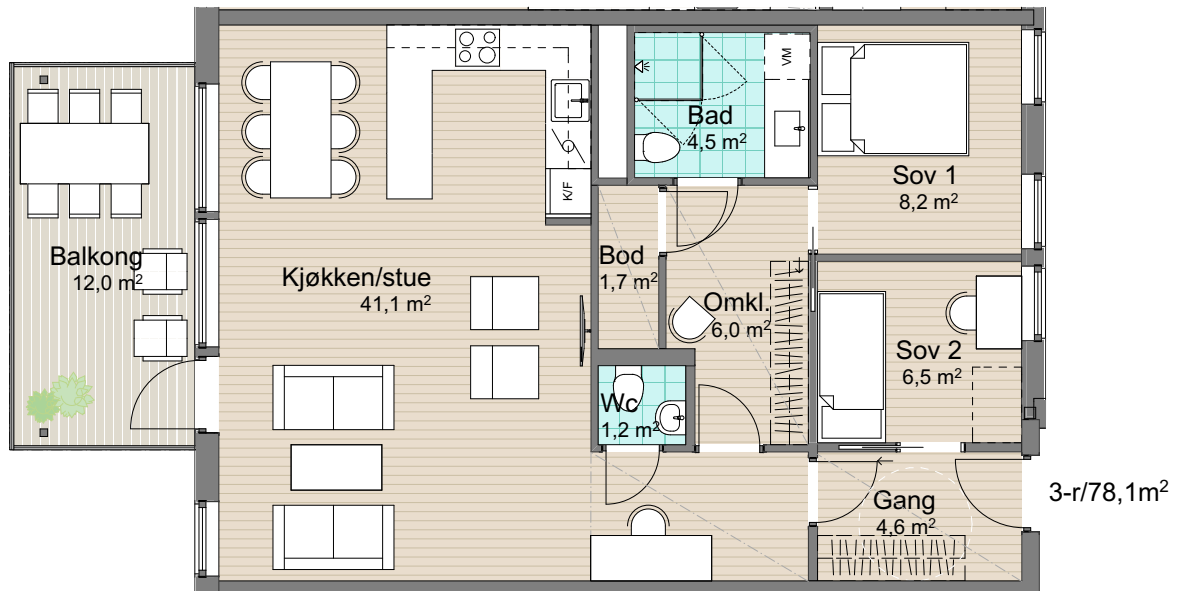 VM
Bad
4,5 m²
Sov 1
8,2 m²
K/F
Balkong
12,0 m²
Kjøkken/stue
41,1 m²
Bod
1,7 m²
Omkl.
6,0 m²
Sov 2
6,5 m²
Wc
1,2 m²
Gang
4,6 m²
3-r/78,1m²